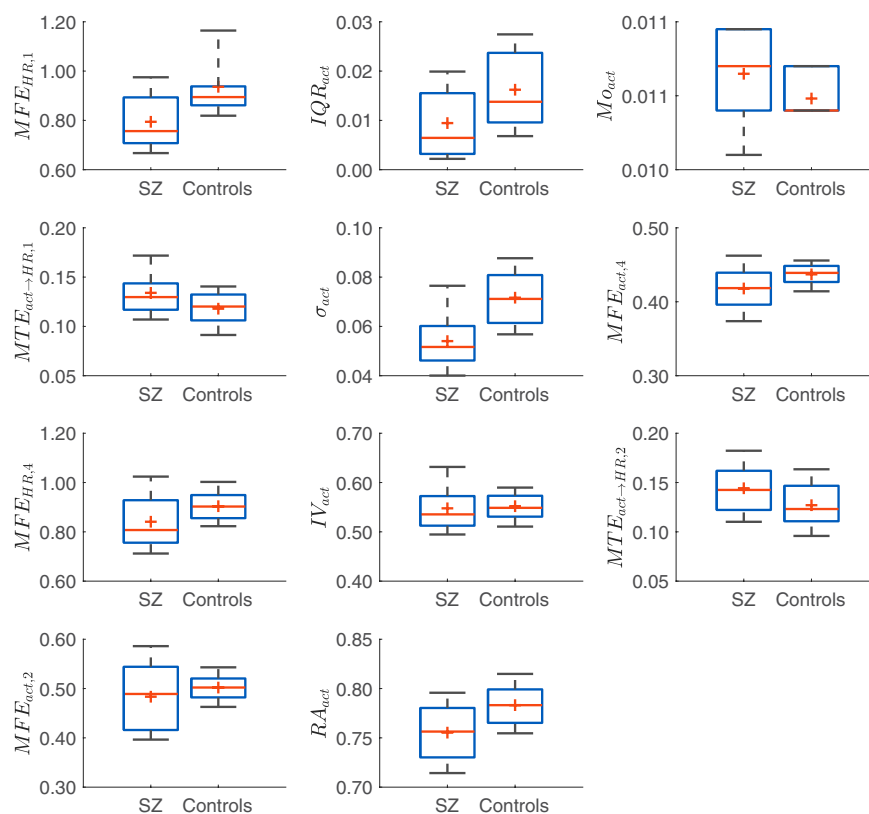 MFE_{HR,1}
1.20
1.00
0.80
0.60
SZ Controls
IQR_{act}
0.03
0.02
0.01
0.00
SZ Controls
Mo_{act}
0.011
0.011
0.010
SZ Controls
MTE_{act→HR,1}
0.20
0.15
0.10
0.05
SZ Controls
σ_{act}
0.10
0.08
0.06
0.04
SZ Controls
MFE_{act,4}
0.50
0.40
0.30
SZ Controls
MFE_{HR,4}
1.20
1.00
0.80
0.60
SZ Controls
IV_{act}
0.70
0.60
0.50
0.40
SZ Controls
MTE_{act→HR,2}
0.20
0.15
0.10
0.05
SZ Controls
MFE_{act,2}
0.60
0.50
0.40
0.30
SZ Controls
RA_{act}
0.85
0.80
0.75
0.70
SZ Controls